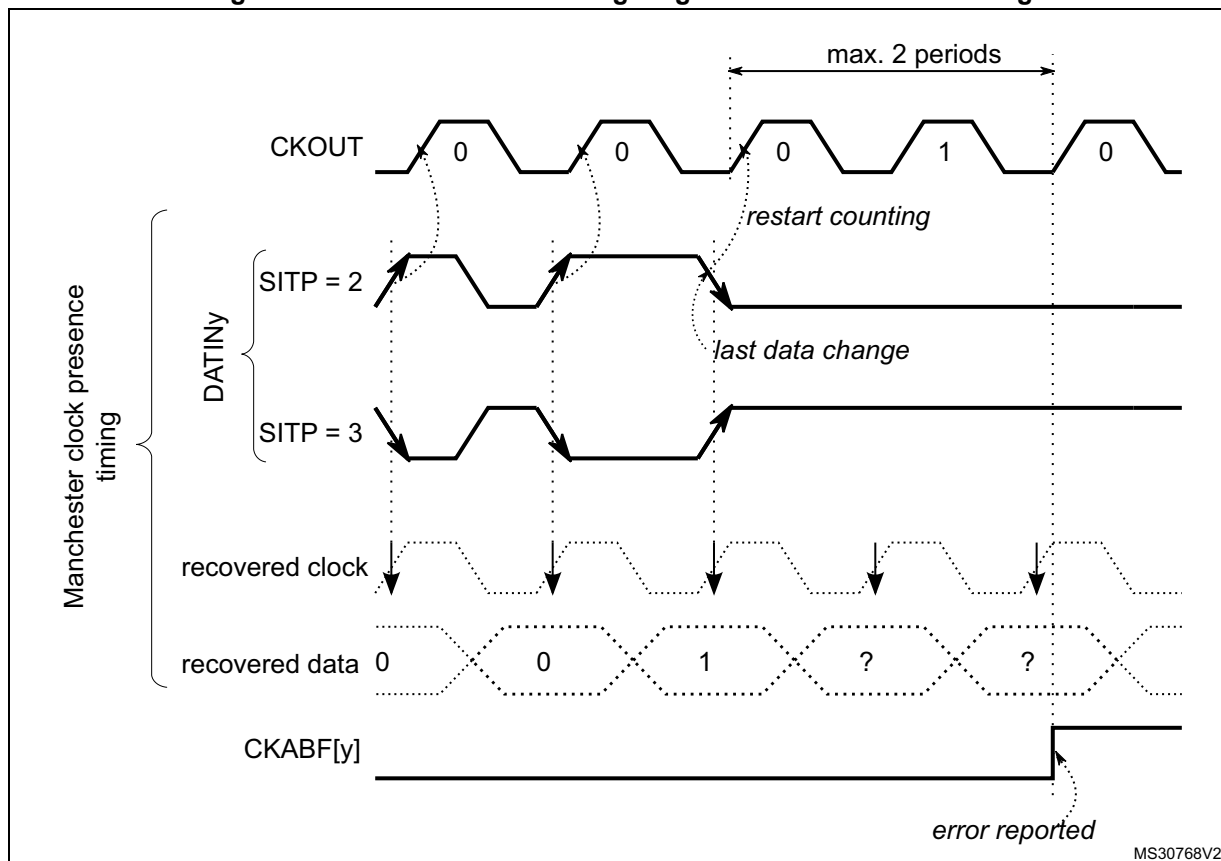 max. 2 periods
CKOUT
0 0 0 1 0
restart counting
Manchester clock presence
timing
DATINy
SITP = 2
last data change
SITP = 3
recovered clock
recovered data
0 0 1 ? ?
CKABF[y]
error reported
MS30768V2